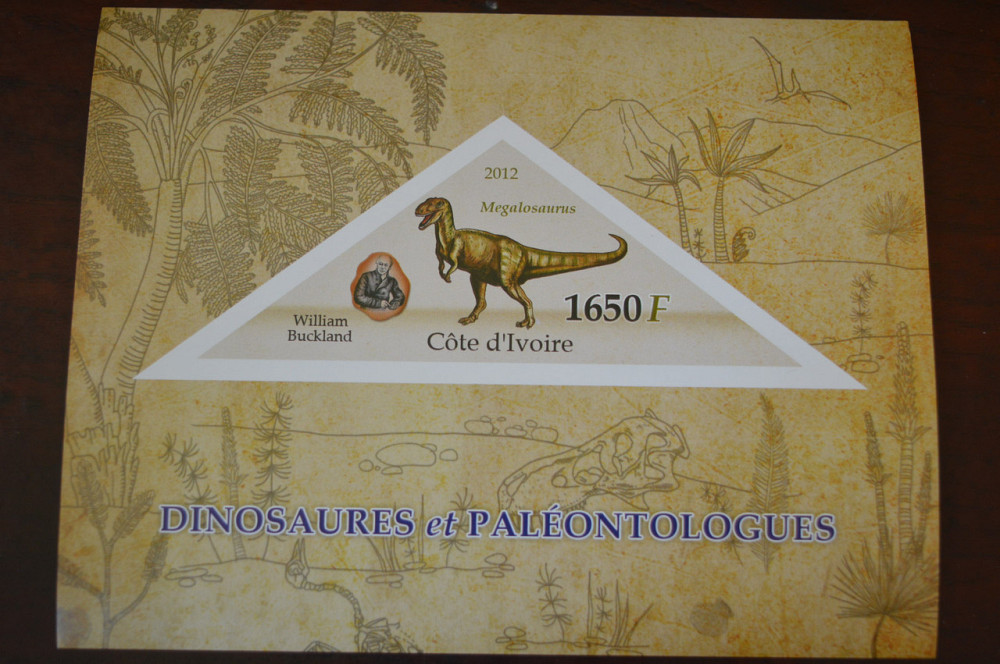 2012
Megalosaurus
1650 F
William
Buckland
Côte d'Ivoire
DINOSAURES et PALÉONTOLOGUES